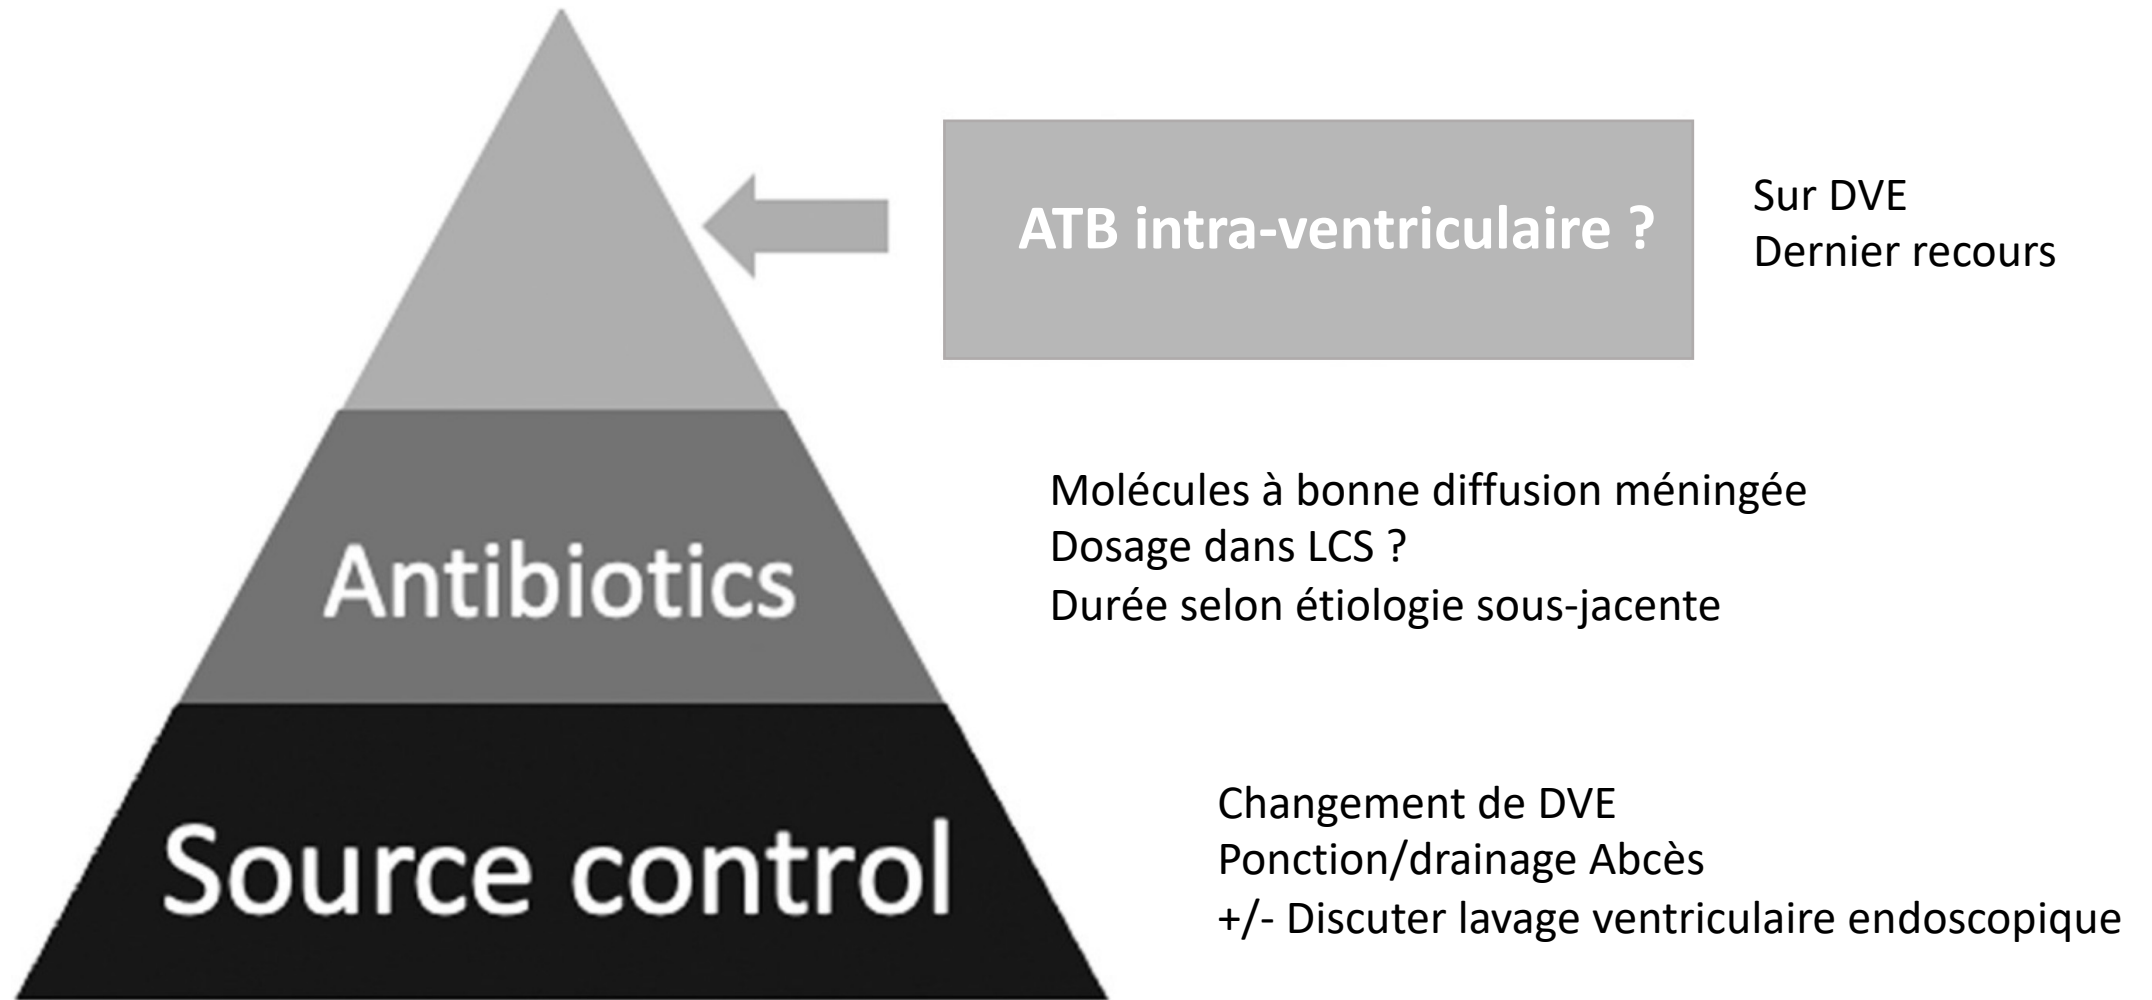 ATB intra-ventriculaire ?
Sur DVE
Dernier recours
Antibiotics
Molécules à bonne diffusion méningée
Dosage dans LCS ?
Durée selon étiologie sous-jacente
Source control
Changement de DVE
Ponction/drainage Abcès
+/- Discuter lavage ventriculaire endoscopique